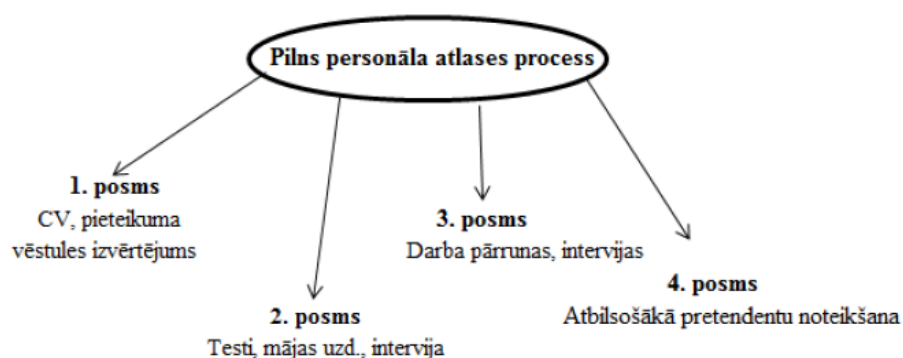 Pilns personāla atlases process
1. posms
CV, pieteikuma
vēstules izvērtējums
2. posms
Testi, mājas uzd., intervija
3. posms
Darba pārrunas, intervijas
4. posms
Atbilsošākā pretendentu noteikšana